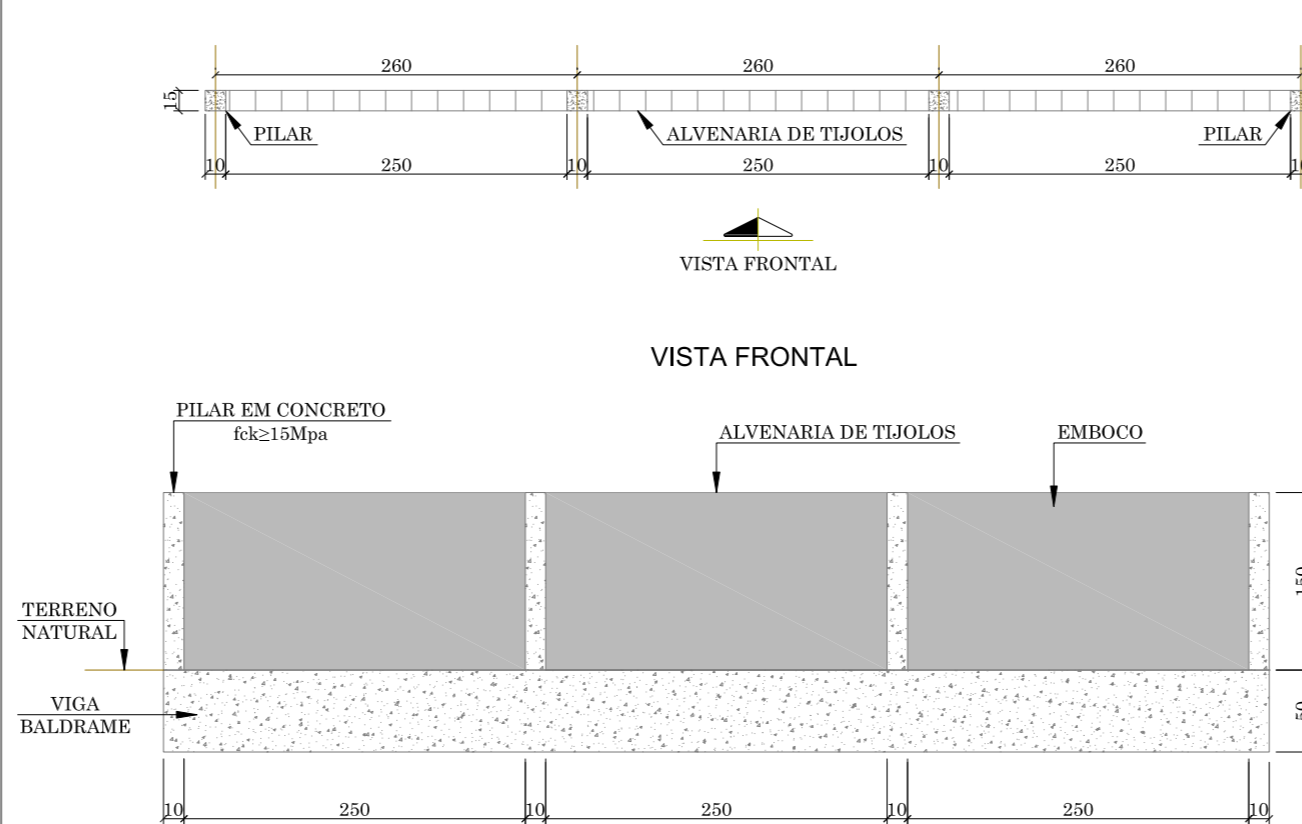 260 260 260
15
PILAR ALVENARIA DE TIJOLOS PILAR
10 250 10 250 10 250
VISTA FRONTAL
VISTA FRONTAL
PILAR EM CONCRETO
fck≥15Mpa
ALVENARIA DE TIJOLOS EMBOCO
150
TERRENO
NATURAL
VIGA
BALDRAME
50
10 250 10 250 10 250 10